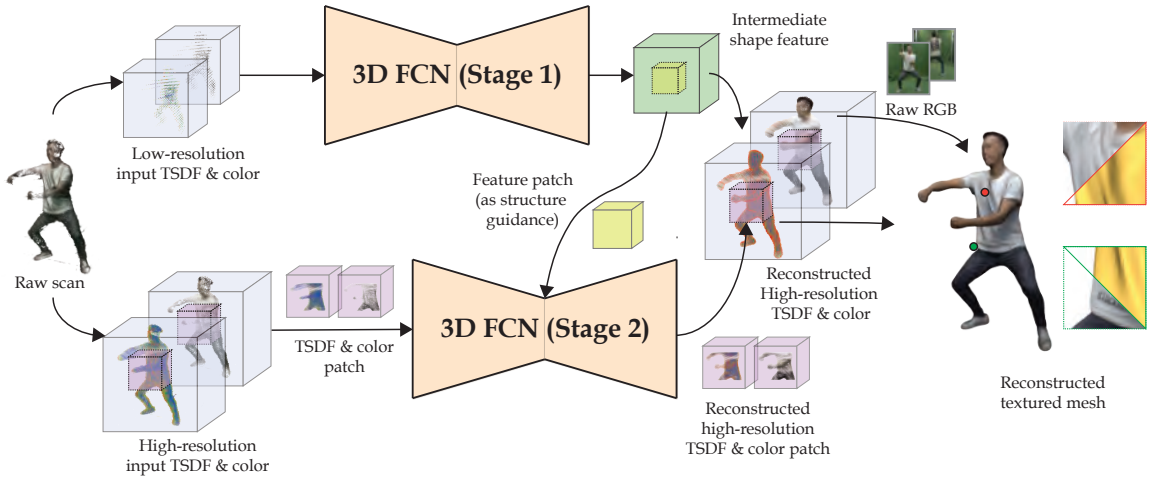 Intermediate
shape feature
3D FCN (Stage 1)
Raw RGB
Low-resolution
input TSDF & color
Feature patch
(as structure
guidance)
Raw scan
Reconstructed
High-resolution
TSDF & color
3D FCN (Stage 2)
TSDF & color
patch
Reconstructed
textured mesh
Reconstructed
high-resolution
TSDF & color patch
High-resolution
input TSDF & color